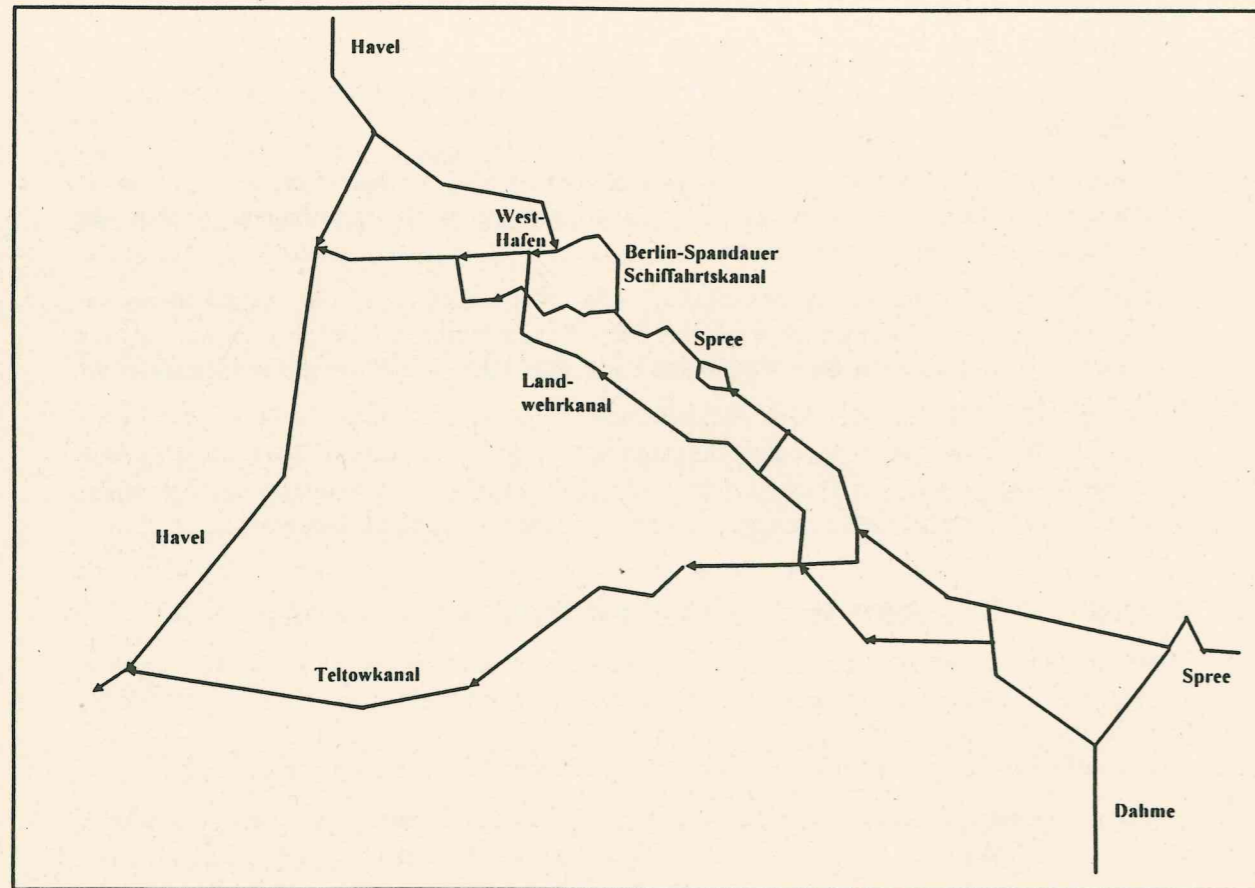 Havel
West-
Hafen
Berlin-Spandauer
Schiffahrtskanal
Spree
Land-
wehrkanal
Havel
Teltowkanal
Spree
Dahme